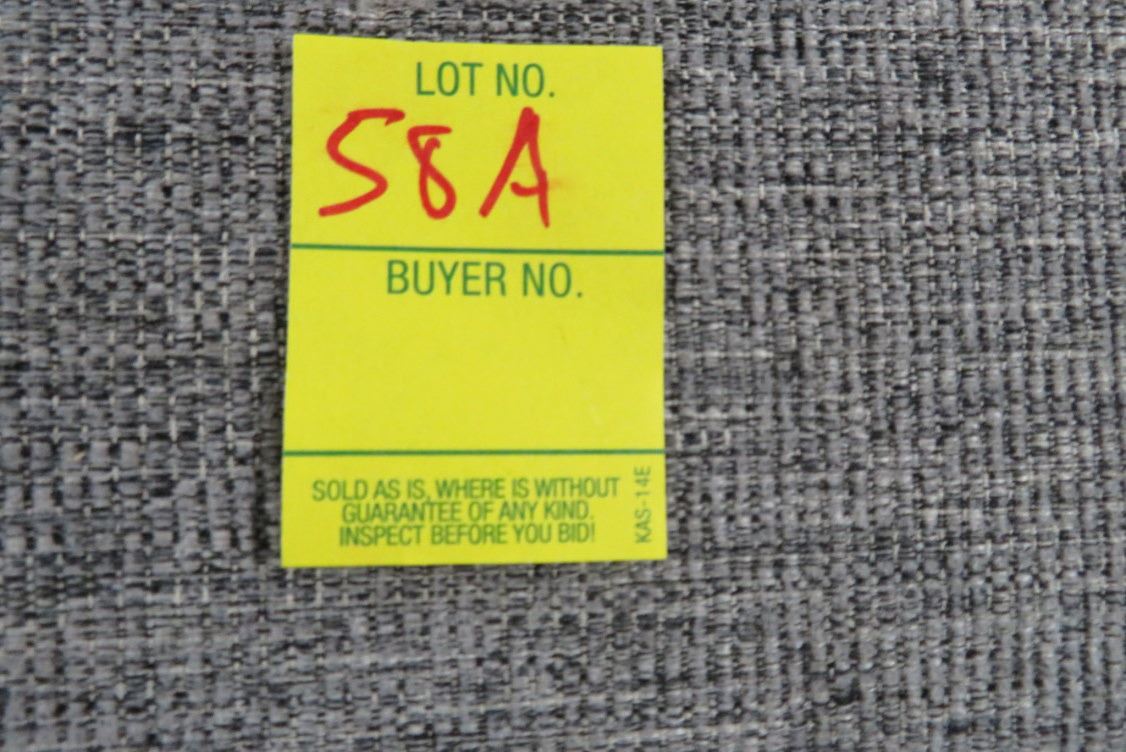 LOT NO.
58A
BUYER NO.
SOLD AS IS, WHERE IS WITHOUT
GUARANTEE OF ANY KIND.
INSPECT BEFORE YOU BID!
KAS-14E